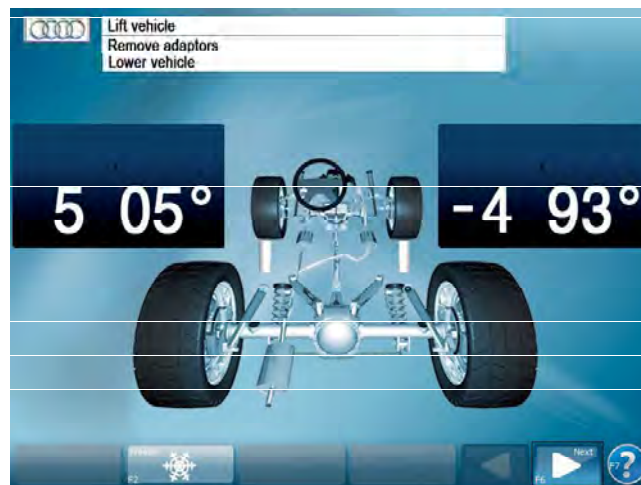 Lift vehicle
Remove adaptors
Lower vehicle
5 05°
-4 93°
F2
Next
F6
F7
?